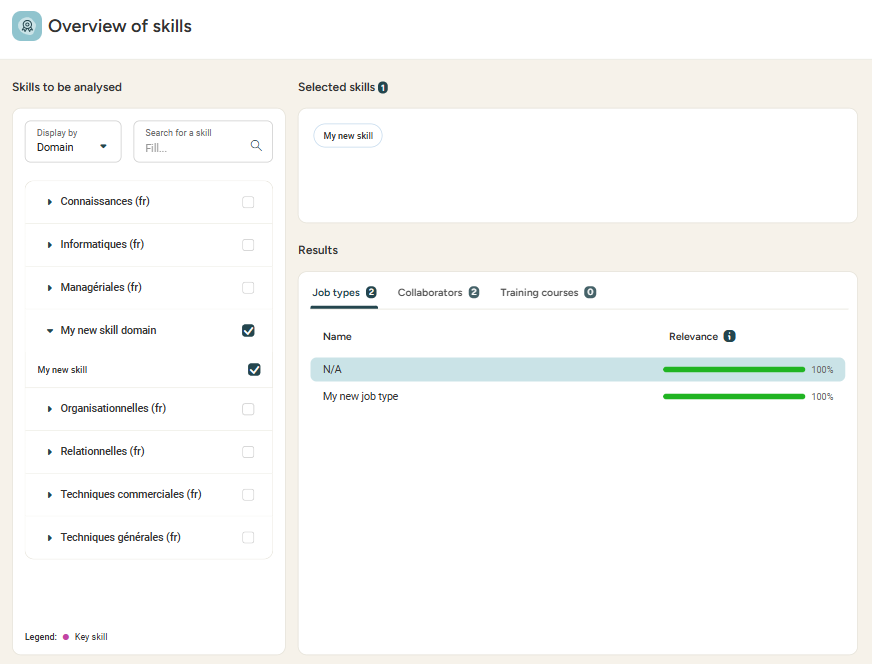 Overview of skills
Skills to be analysed
Display by
Domain
Search for a skill
Fill...
Connaissances (fr)
Informatiques (fr)
Managériales (fr)
My new skill domain
My new skill
Organisationnelles (fr)
Relationnelles (fr)
Techniques commerciales (fr)
Techniques générales (fr)
Legend: Key skill
Selected skills 1
My new skill
Results
Job types 2 Collaborators 2 Training courses 0
Name Relevance i
N/A 100%
My new job type 100%